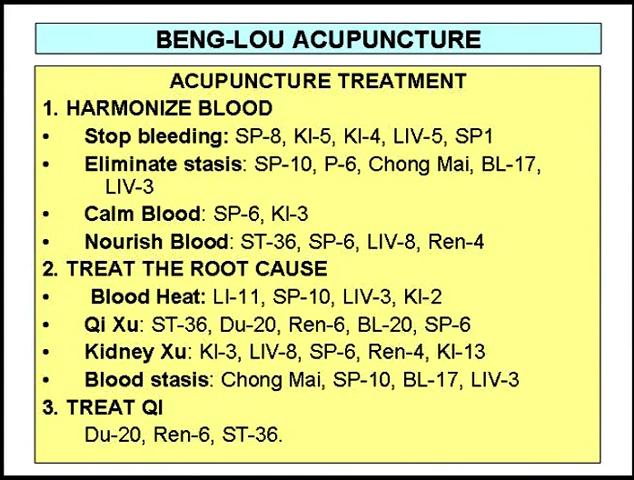 BENG-LOU ACUPUNCTURE
ACUPUNCTURE TREATMENT
1. HARMONIZE BLOOD
• Stop bleeding: SP-8, KI-5, KI-4, LIV-5, SP1
• Eliminate stasis: SP-10, P-6, Chong Mai, BL-17,
LIV-3
• Calm Blood: SP-6, KI-3
• Nourish Blood: ST-36, SP-6, LIV-8, Ren-4
2. TREAT THE ROOT CAUSE
• Blood Heat: LI-11, SP-10, LIV-3, KI-2
• Qi Xu: ST-36, Du-20, Ren-6, BL-20, SP-6
• Kidney Xu: KI-3, LIV-8, SP-6, Ren-4, KI-13
• Blood stasis: Chong Mai, SP-10, BL-17, LIV-3
3. TREAT QI
Du-20, Ren-6, ST-36.